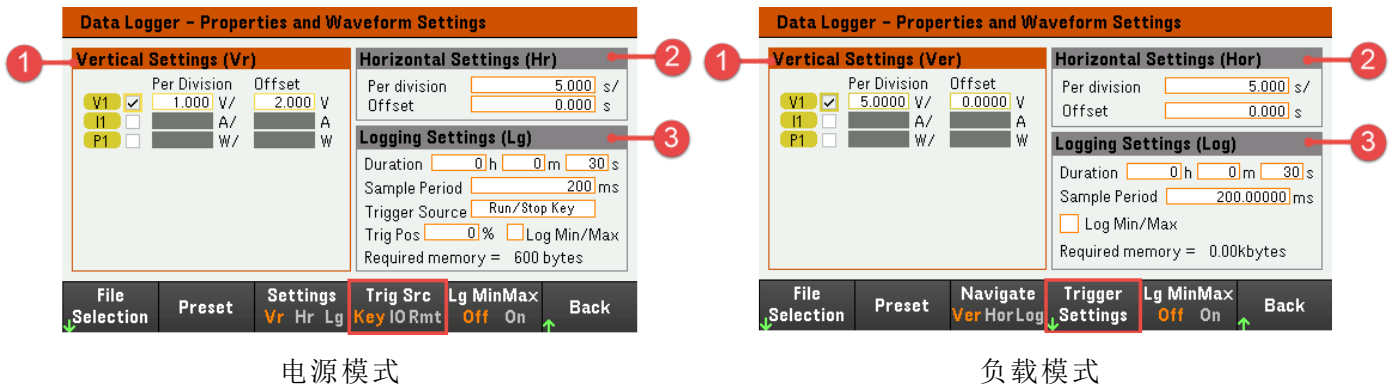 Data Logger – Properties and Waveform Settings
1
Vertical Settings (Vr)
Per Division Offset
V1 1.000 V/ 2.000 V
I1 A/ A
P1 W/ W
Horizontal Settings (Hr)
2
Per division 5.000 s/
Offset 0.000 s
Logging Settings (Lg)
3
Duration 0 h 0 m 30 s
Sample Period 200 ms
Trigger Source Run/Stop Key
Trig Pos 0 % Log Min/Max
Required memory = 600 bytes
File Selection
Preset
Settings
Vr Hr Lg
Trig Src
Key IO Rmt
Lg MinMax
Off On
Back
电源模式
Data Logger – Properties and Waveform Settings
1
Vertical Settings (Ver)
Per Division Offset
V1 5.0000 V/ 0.0000 V
I1 A/ A
P1 W/ W
Horizontal Settings (Hor)
2
Per division 5.000 s/
Offset 0.000 s
Logging Settings (Log)
3
Duration 0 h 0 m 30 s
Sample Period 200.00000 ms
Log Min/Max
Required memory = 0.00kbytes
File Selection
Preset
Navigate
Ver Hor Log
Trigger Settings
Lg MinMax
Off On
Back
负载模式